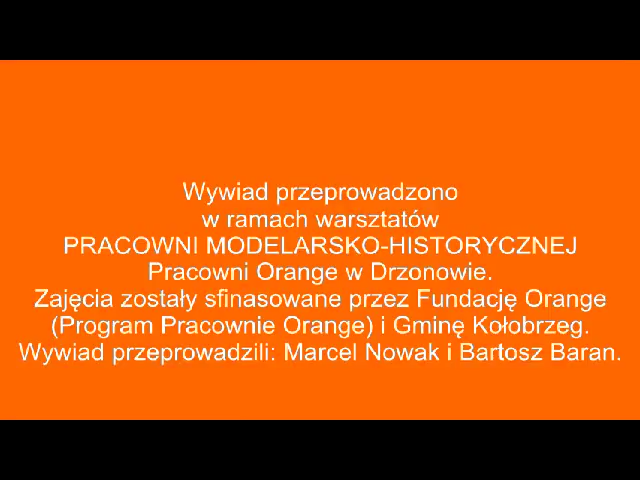 Wywiad przeprowadzono
w ramach warsztatów
PRACOWNI MODELARSKO-HISTORYCZNEJ
Pracowni Orange w Drzonowie.
Zajęcia zostały sfinasowane przez Fundację Orange
(Program Pracownie Orange) i Gminę Kołobrzeg.
Wywiad przeprowadzili: Marcel Nowak i Bartosz Baran.